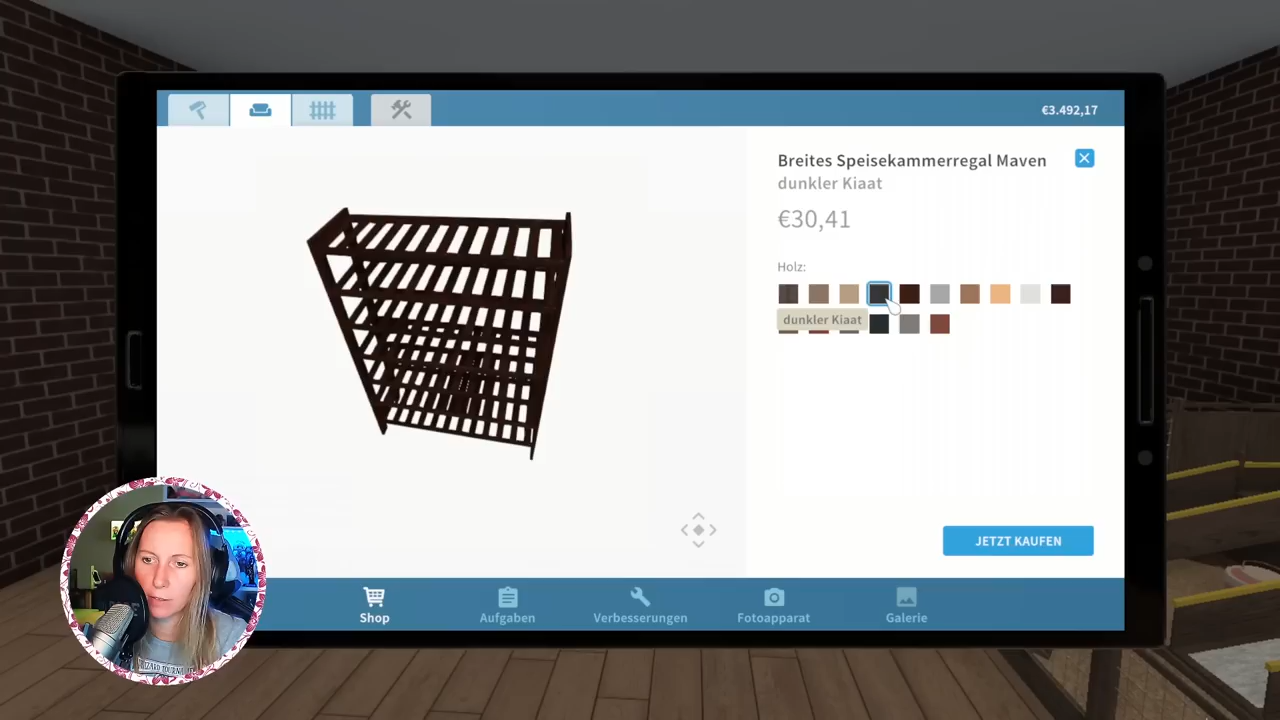 €3.492,17
Breites Speisekammerregal Maven
dunkler Kiaat
€30,41
Holz:
dunkler Kiaat
JETZT KAUFEN
Shop
Aufgaben
Verbesserungen
Fotoapparat
Galerie